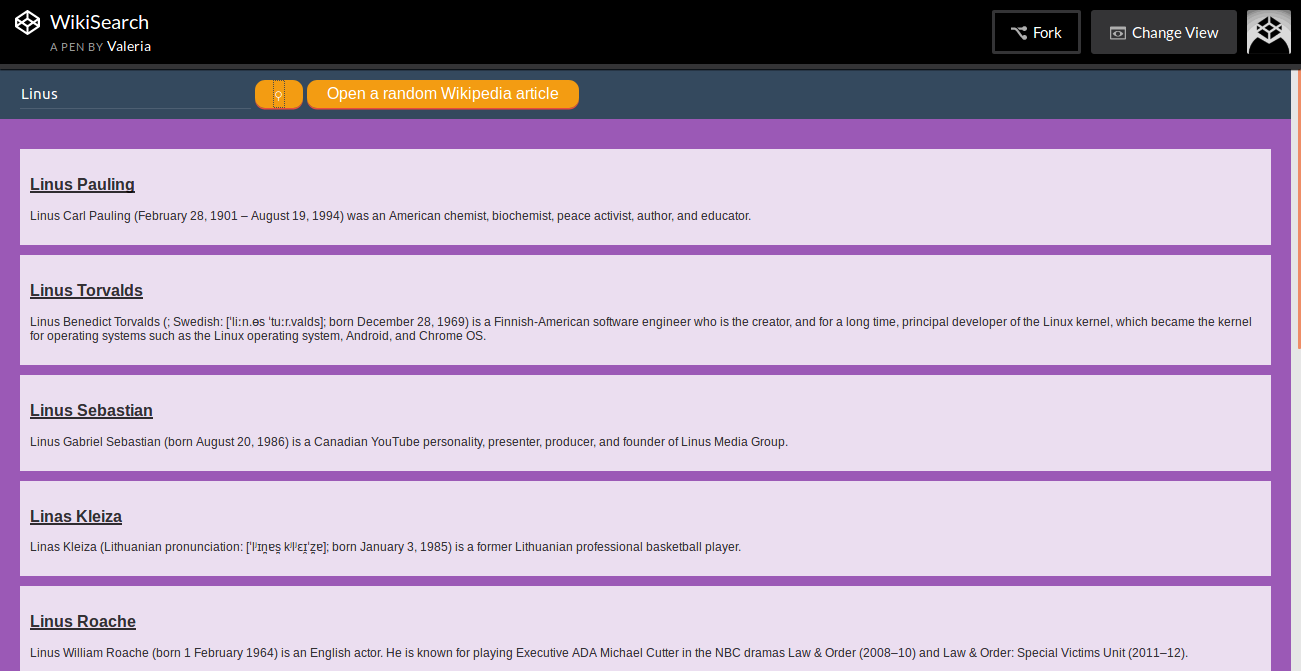 WikiSearch
A PEN BY Valeria
Fork
Change View
Linus
Open a random Wikipedia article
Linus Pauling
Linus Carl Pauling (February 28, 1901 – August 19, 1994) was an American chemist, biochemist, peace activist, author, and educator.
Linus Torvalds
Linus Benedict Torvalds (; Swedish: [ˈliːn.ɵs ˈtuːr.valds]; born December 28, 1969) is a Finnish-American software engineer who is the creator, and for a long time, principal developer of the Linux kernel, which became the kernel
for operating systems such as the Linux operating system, Android, and Chrome OS.
Linus Sebastian
Linus Gabriel Sebastian (born August 20, 1986) is a Canadian YouTube personality, presenter, producer, and founder of Linus Media Group.
Linas Kleiza
Linas Kleiza (Lithuanian pronunciation: [ˈlʲɪn̪ɐs̪ kʲlʲɛɪ̯ˈz̪ɐ]; born January 3, 1985) is a former Lithuanian professional basketball player.
Linus Roache
Linus William Roache (born 1 February 1964) is an English actor. He is known for playing Executive ADA Michael Cutter in the NBC dramas Law & Order (2008–10) and Law & Order: Special Victims Unit (2011–12).